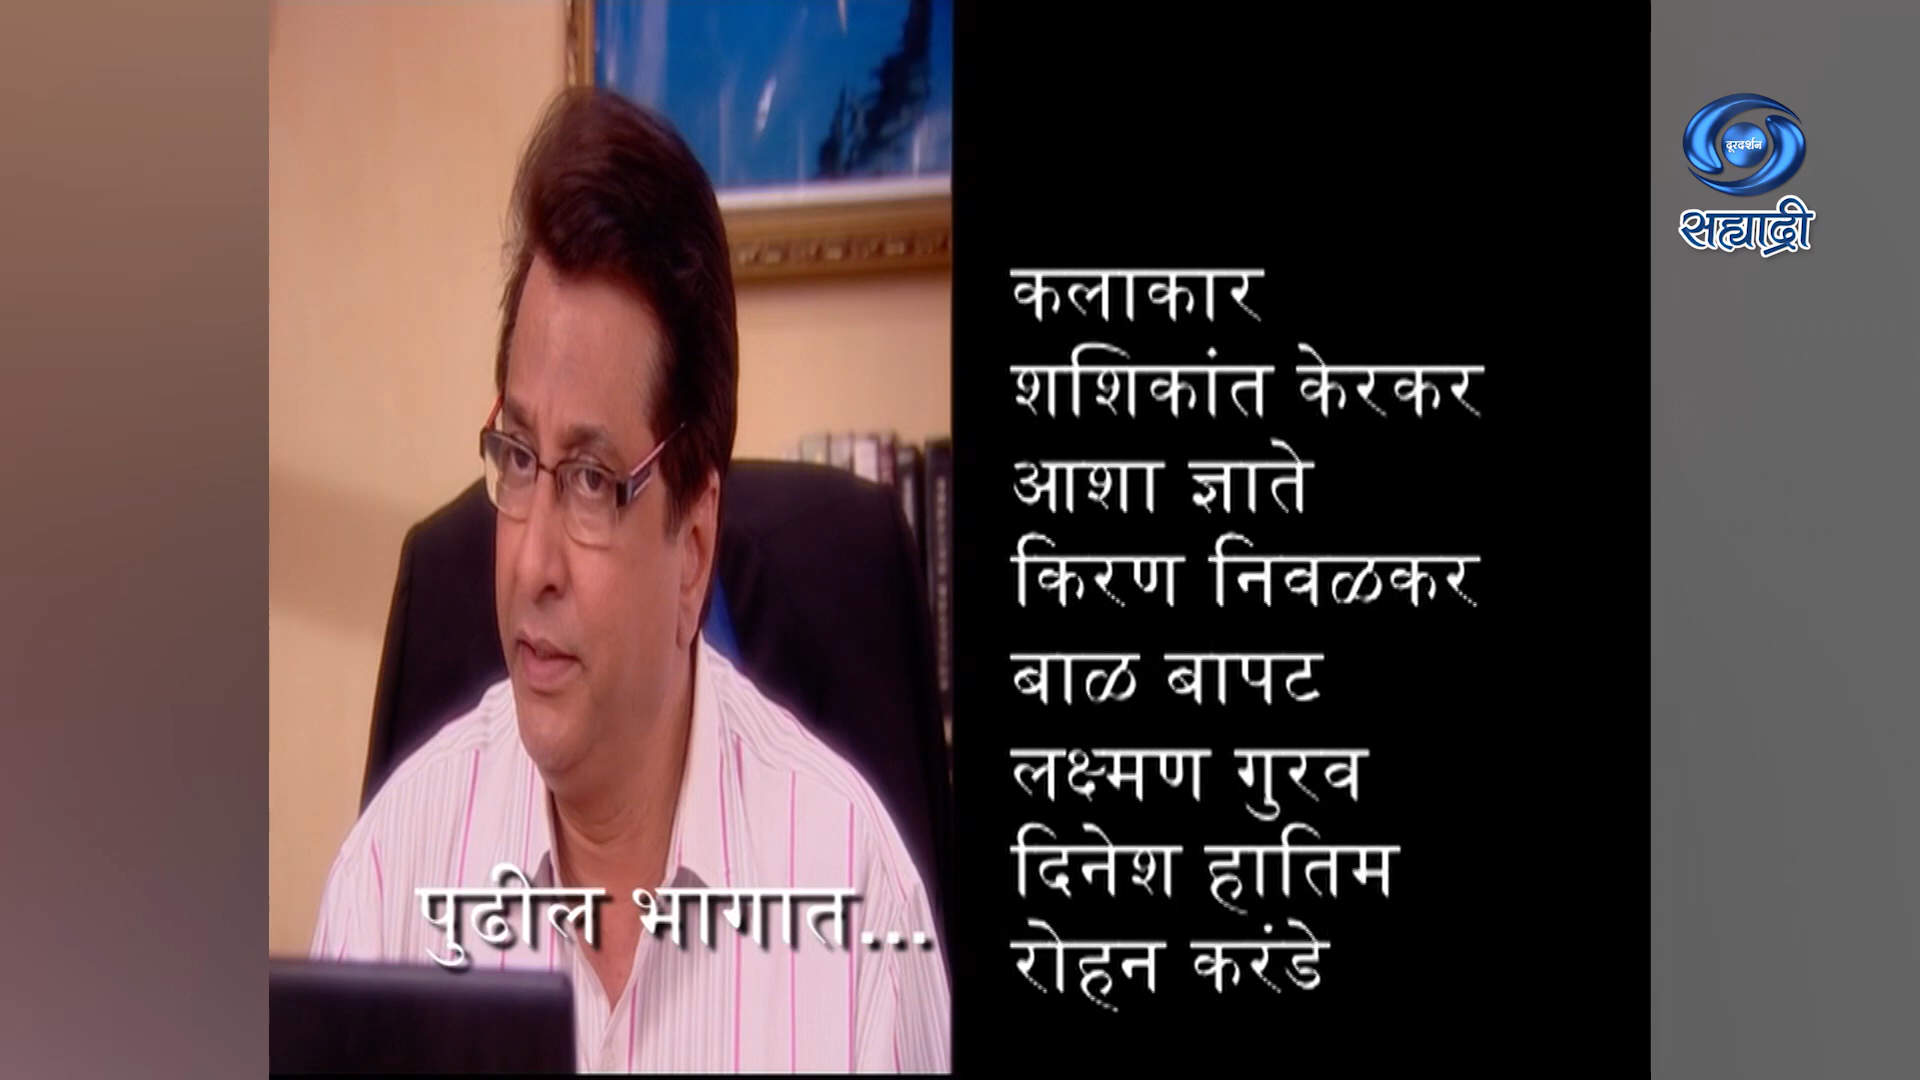 पुढील भागात...
कलाकार
शशिकांत केरकर
आशा ज्ञाते
किरण निवळकर
बाळ बापट
लक्ष्मण गुरव
दिनेश हातिम
रोहन करंडे
दूरदर्शन
सह्याद्री